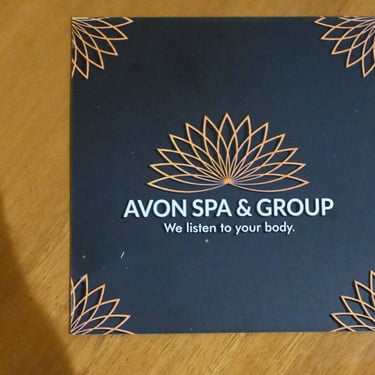 AVON SPA & GROUP
We listen to your body.